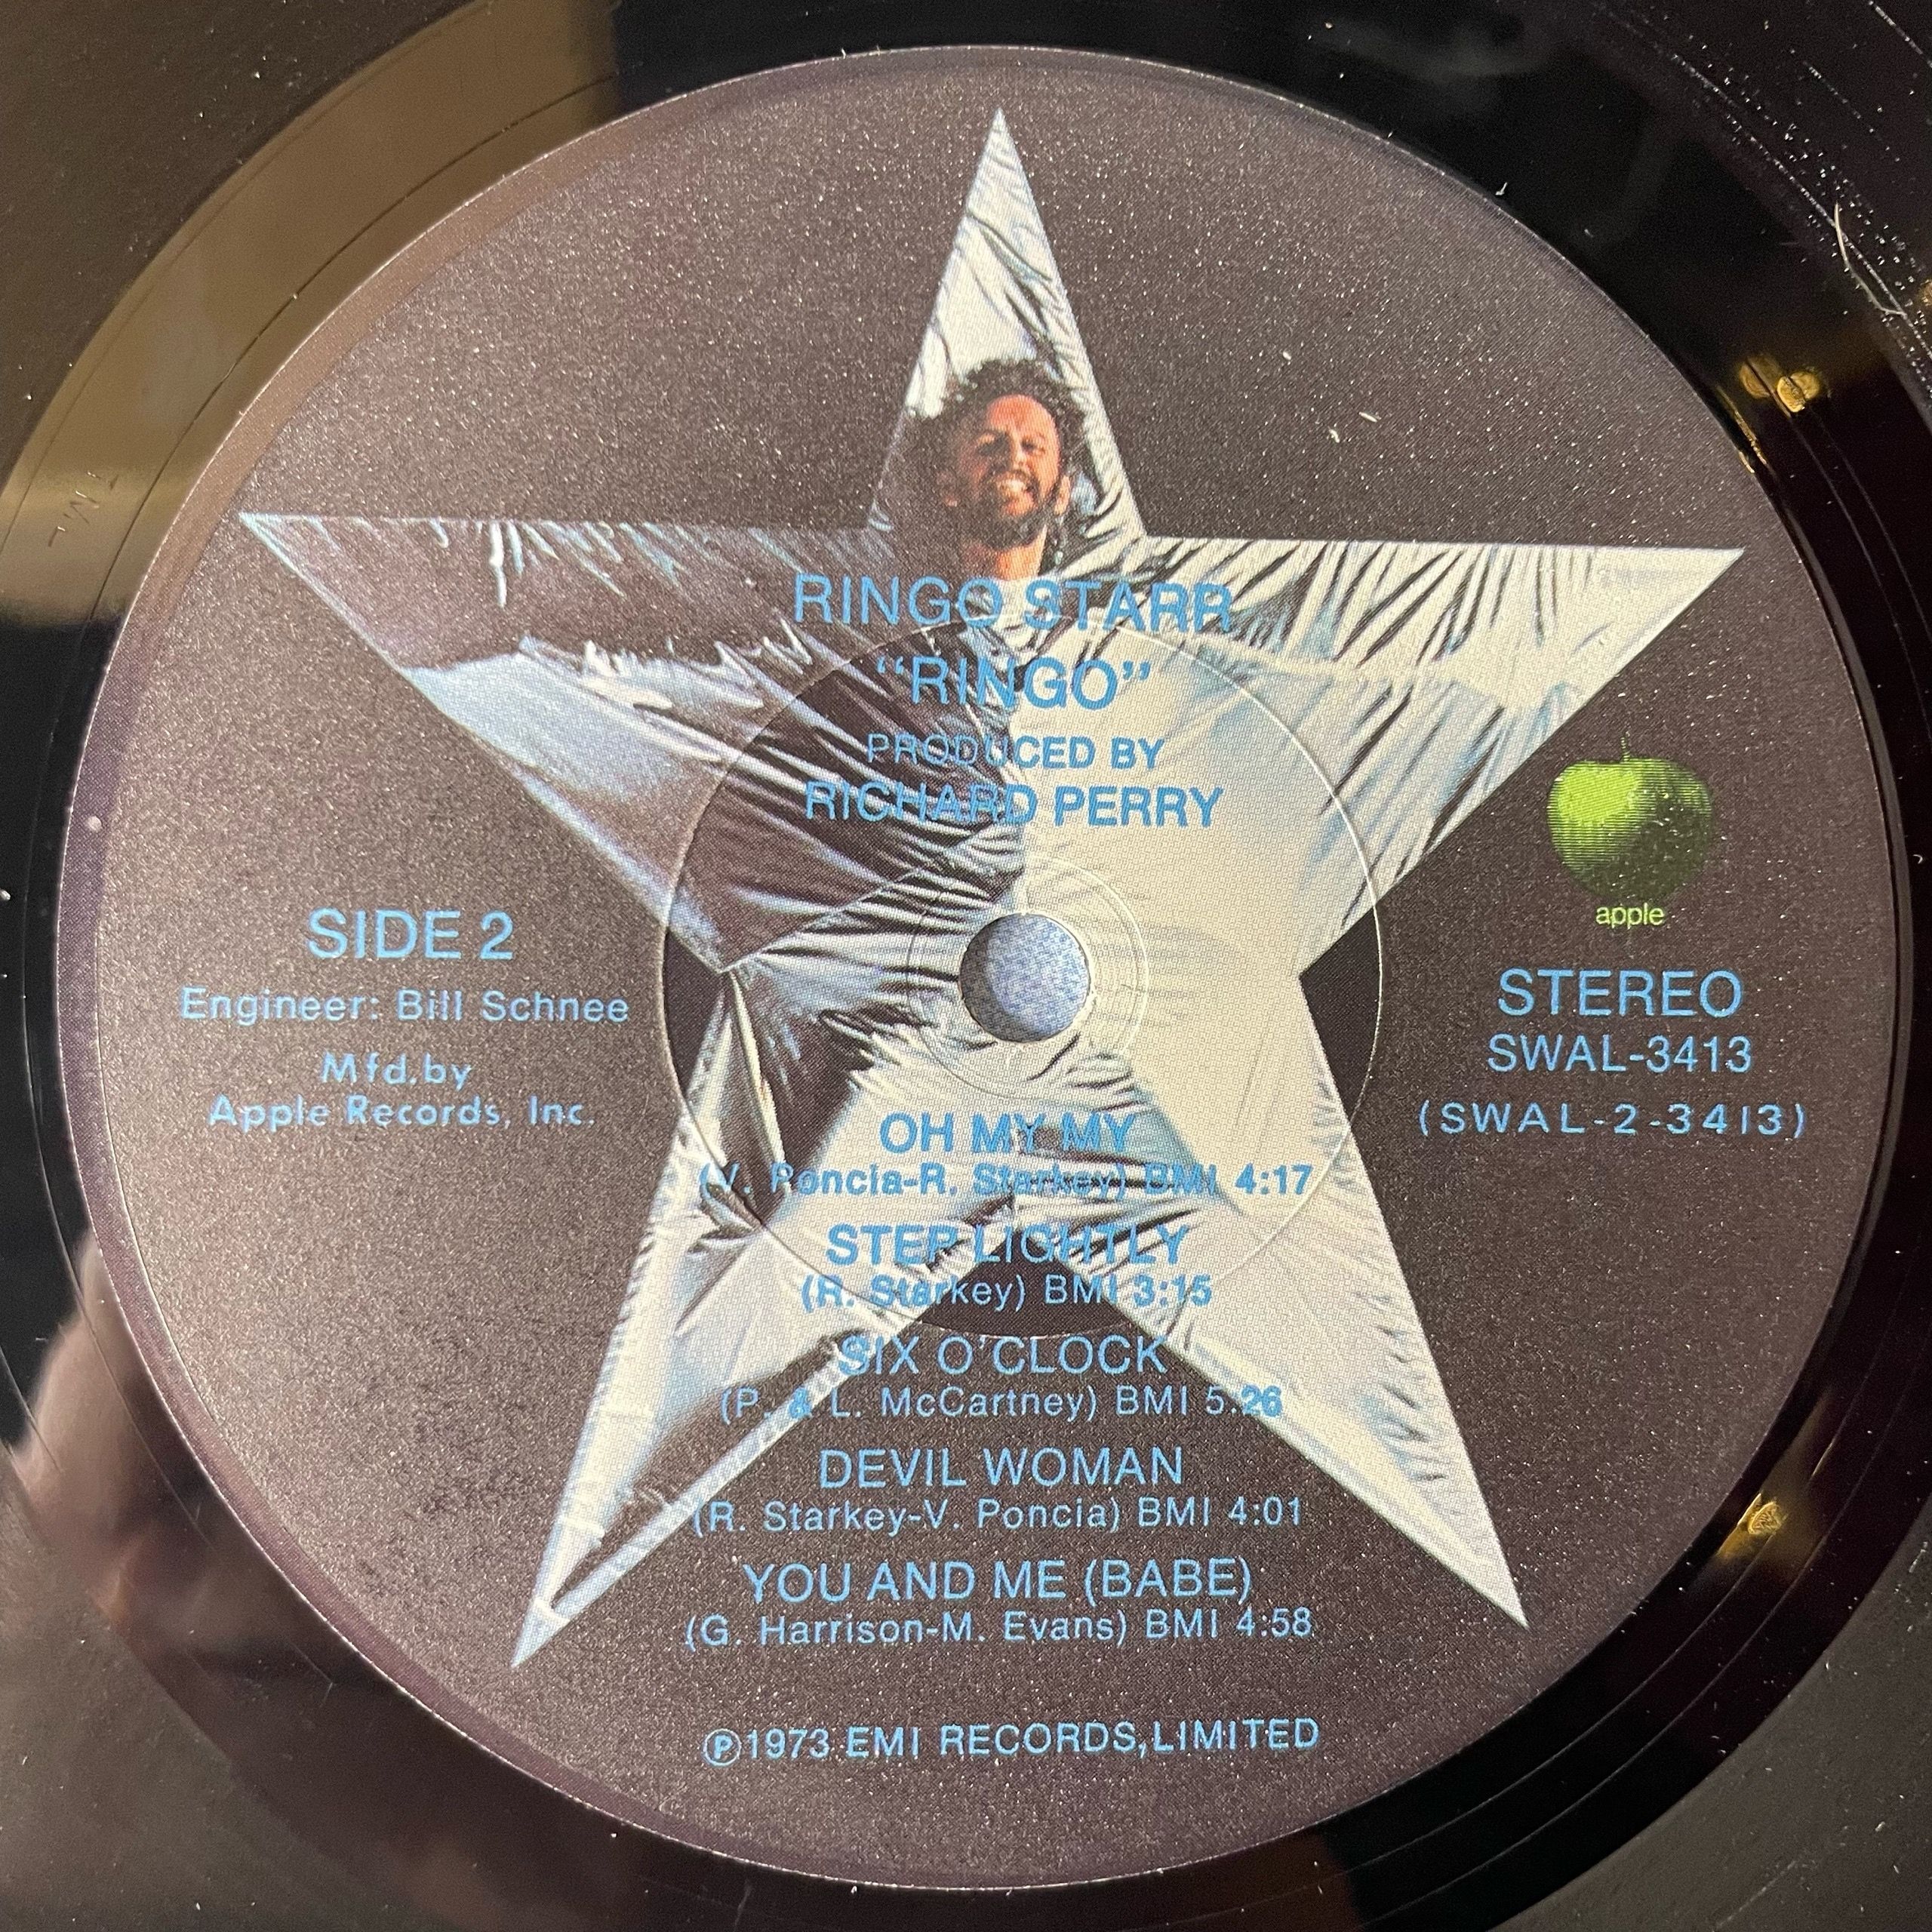 RINGO STARR
"RINGO"
PRODUCED BY
RICHARD PERRY
apple
SIDE 2
Engineer: Bill Schnee
Mfd.by
Apple Records, Inc.
STEREO
SWAL-3413
(SWAL-2-3413)
OH MY MY
(V. Poncia-R. Starkey) BMI 4:17
STEP LIGHTLY
(R. Starkey) BMI 3:15
SIX O'CLOCK
(P. & L. McCartney) BMI 5:26
DEVIL WOMAN
(R. Starkey-V. Poncia) BMI 4:01
YOU AND ME (BABE)
(G. Harrison-M. Evans) BMI 4:58
℗1973 EMI RECORDS,LIMITED